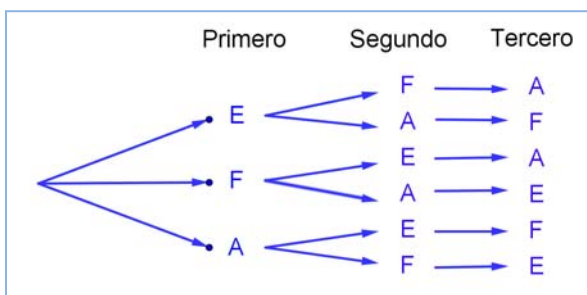 Primero Segundo Tercero
F A
E
A F
E A
F
A E
E F
A
F E